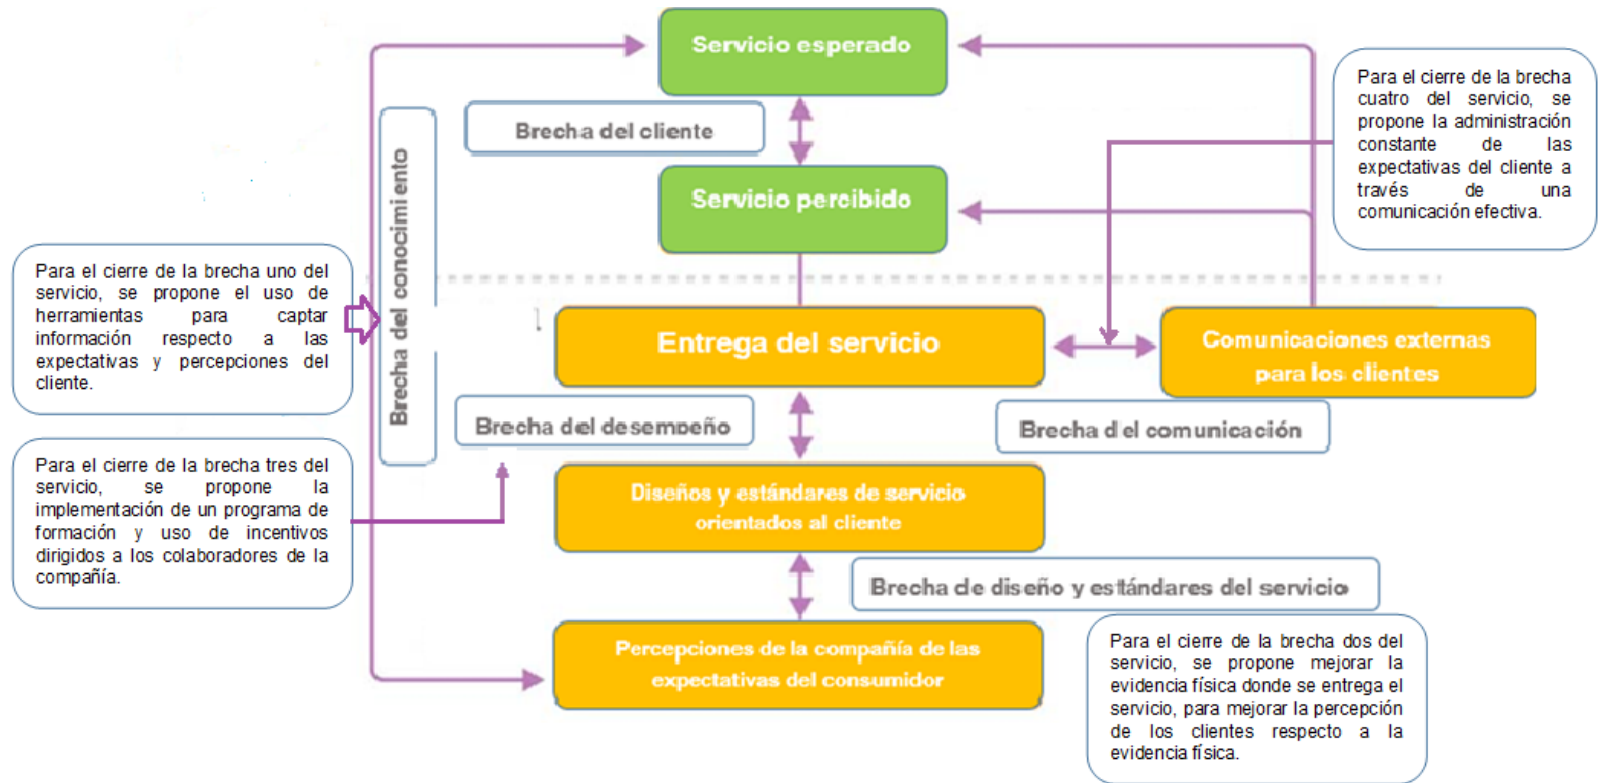 Servicio esperado
Brecha del cliente
Servicio percibido
Para el cierre de la brecha
cuatro del servicio, se
propone la administración
constante de las
expectativas del cliente a
través de una
comunicación efectiva.
Brecha del conocimiento
Para el cierre de la brecha uno del
servicio, se propone el uso de
herramientas para captar
información respecto a las
expectativas y percepciones del
cliente.
Entrega del servicio
Comunicaciones externas
para los clientes
Brecha del desempeño
Brecha del comunicación
Para el cierre de la brecha tres del
servicio, se propone la
implementación de un programa de
formación y uso de incentivos
dirigidos a los colaboradores de la
compañía.
Diseños y estándares de servicio
orientados al cliente
Brecha de diseño y estándares del servicio
Percepciones de la compañía de las
expectativas del consumidor
Para el cierre de la brecha dos del
servicio, se propone mejorar la
evidencia física donde se entrega el
servicio, para mejorar la percepción
de los clientes respecto a la
evidencia física.